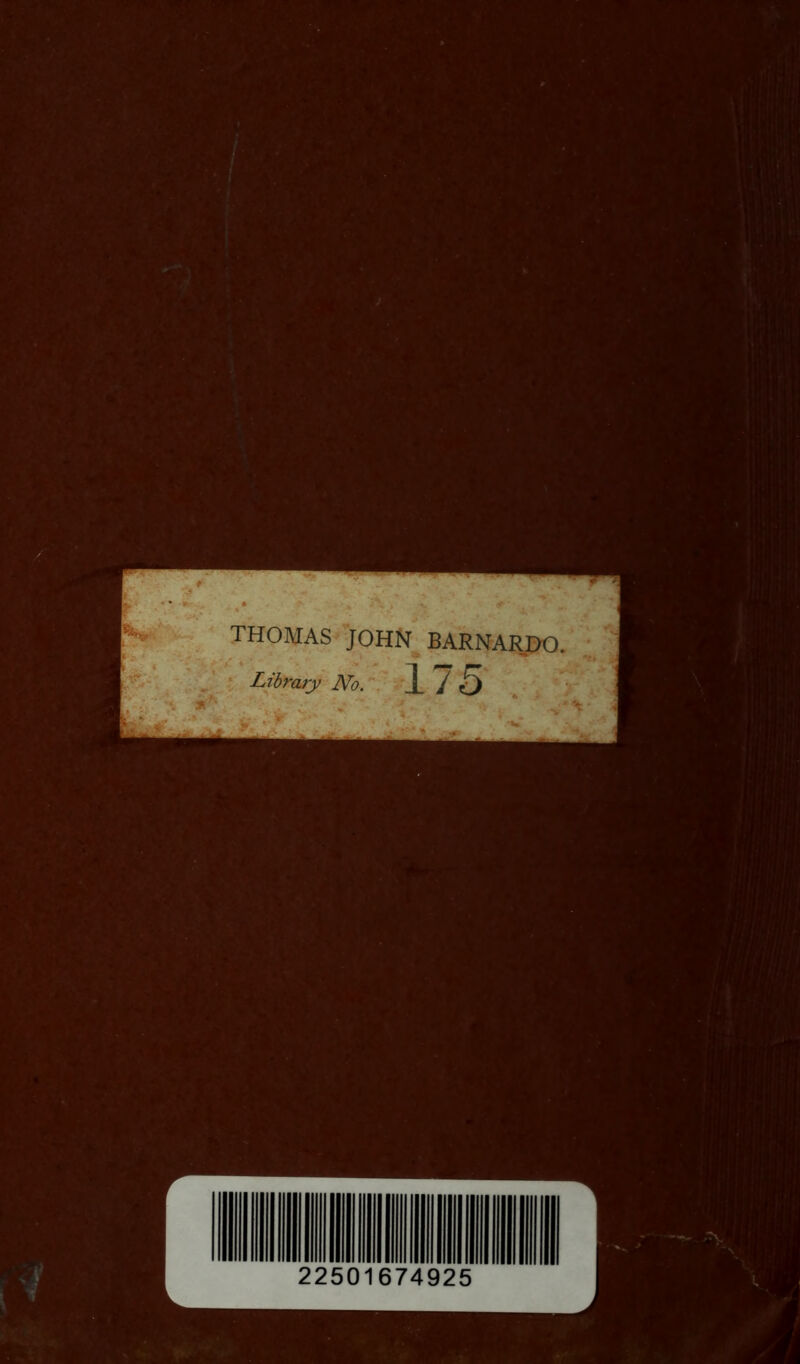 THOMAS JOHN BARNARDO.
Library No. 175
22501674925